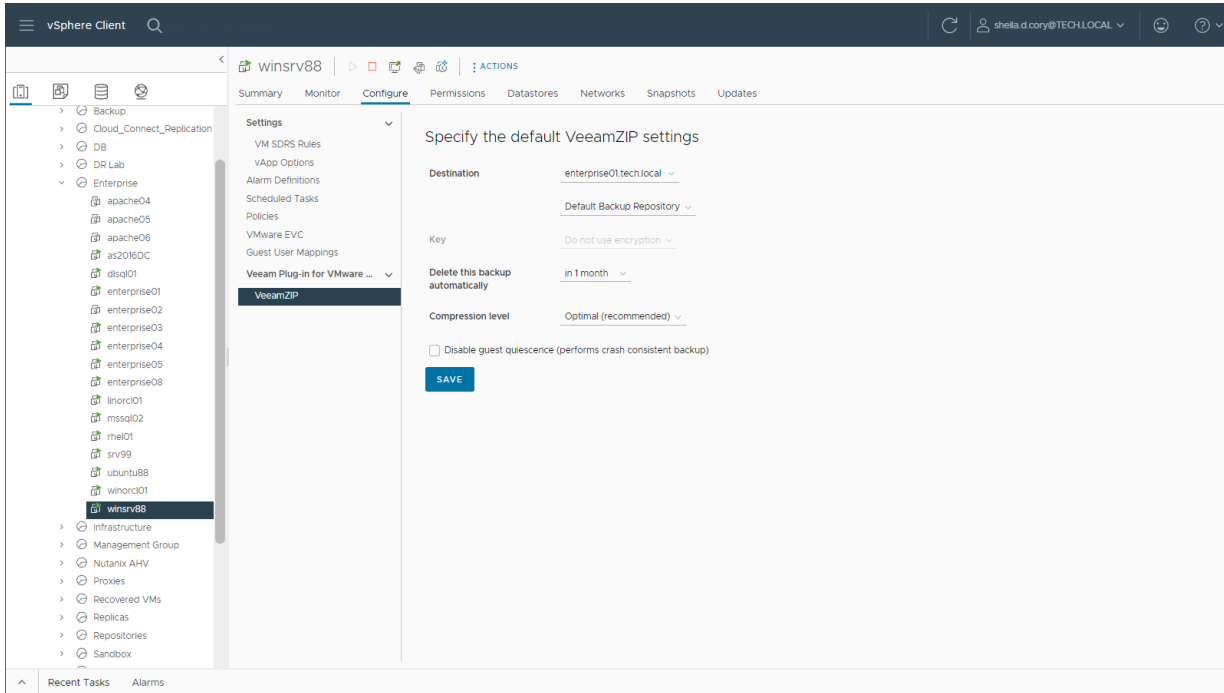 vSphere Client
sheila.d.cory@TECH.LOCAL
winsrv88
ACTIONS
Summary Monitor Configure Permissions Datastores Networks Snapshots Updates
Backup
Cloud_Connect_Replication
DB
DR Lab
Enterprise
apache04
apache05
apache06
as2016DC
dlsql01
enterprise01
enterprise02
enterprise03
enterprise04
enterprise05
enterprise08
linorcl01
mssql02
rhel01
srv99
ubuntu88
winorcl01
winsrv88
Infrastructure
Management Group
Nutanix AHV
Proxies
Recovered VMs
Replicas
Repositories
Sandbox
Settings
VM SDRS Rules
vApp Options
Alarm Definitions
Scheduled Tasks
Policies
VMware EVC
Guest User Mappings
Veeam Plug-in for VMware ...
VeeamZIP
Specify the default VeeamZIP settings
Destination enterprise01.tech.local
Default Backup Repository
Key Do not use encryption
Delete this backup automatically in 1 month
Compression level Optimal (recommended)
Disable guest quiescence (performs crash consistent backup)
SAVE
Recent Tasks Alarms